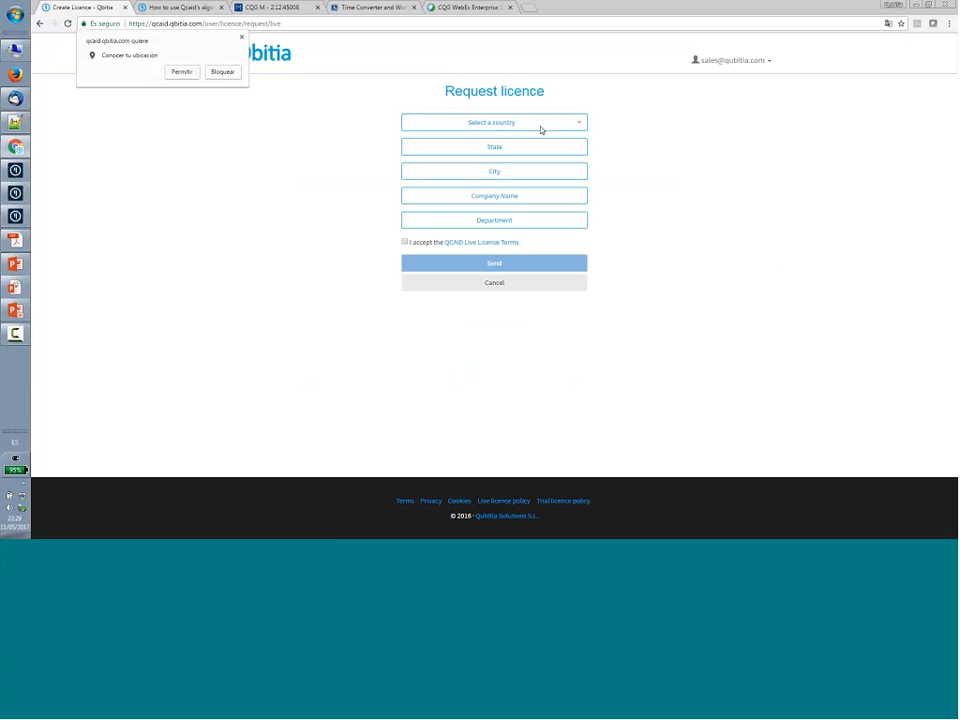 Create Licence - Qbitia
How to use Qcaid's algo
CQG M - 2.12.45008
Time Converter and Wo
CQG WebEx Enterprise
Es seguro
https://qcaid.qbitia.com/user/licence/request/live
qcaid.qbitia.com quiere
Conocer tu ubicación
Permitir
Bloquear
bitia
sales@qubitia.com
Request licence
Select a country
State
City
Company Name
Department
I accept the QCAID Live License Terms
Send
Cancel
ES
95%
22:29
11/05/2017
Terms Privacy Cookies Live licence policy Trial licence policy
© 2016 - Qubitia Solutions S.L.